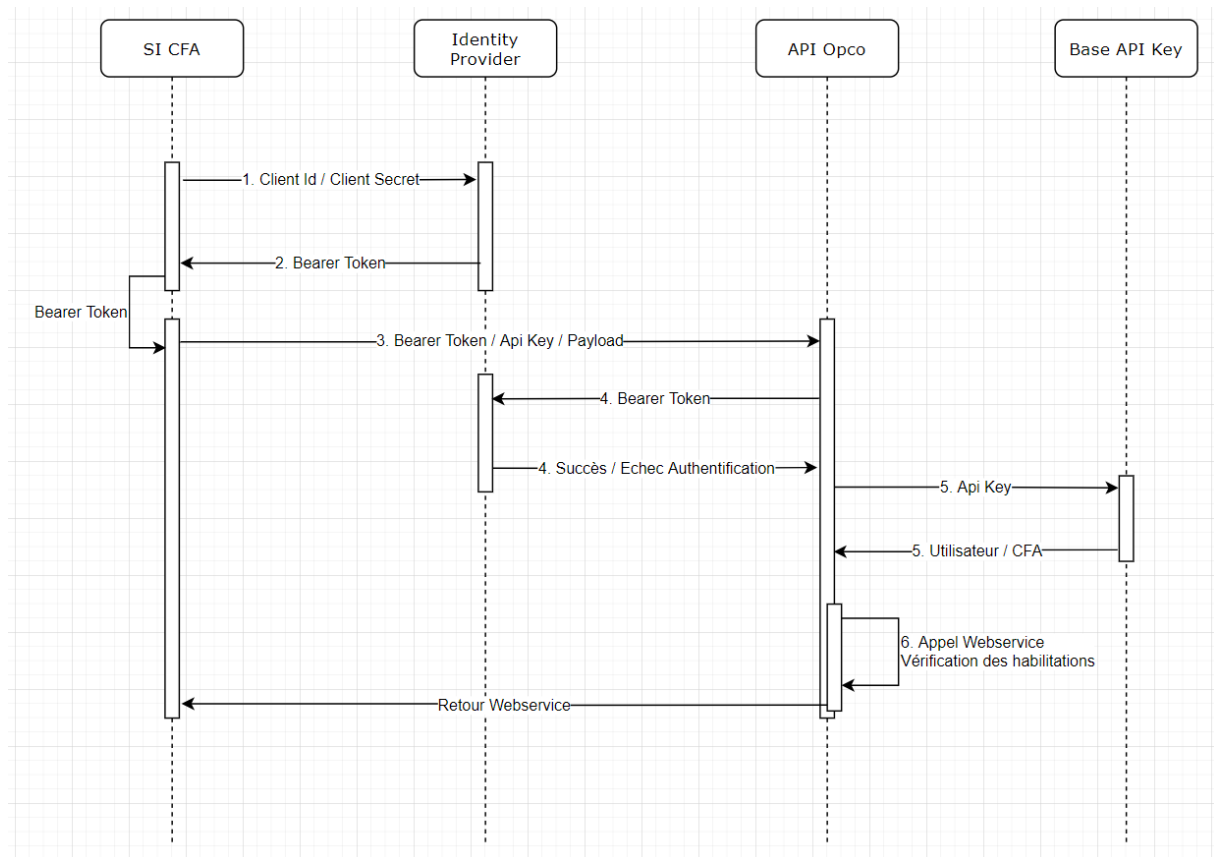 SI CFA
Identity
Provider
API Opco
Base API Key
1. Client Id / Client Secret
2. Bearer Token
Bearer Token
3. Bearer Token / Api Key / Payload
4. Bearer Token
4. Succès / Echec Authentification
5. Api Key
5. Utilisateur / CFA
6. Appel Webservice
Vérification des habilitations
Retour Webservice